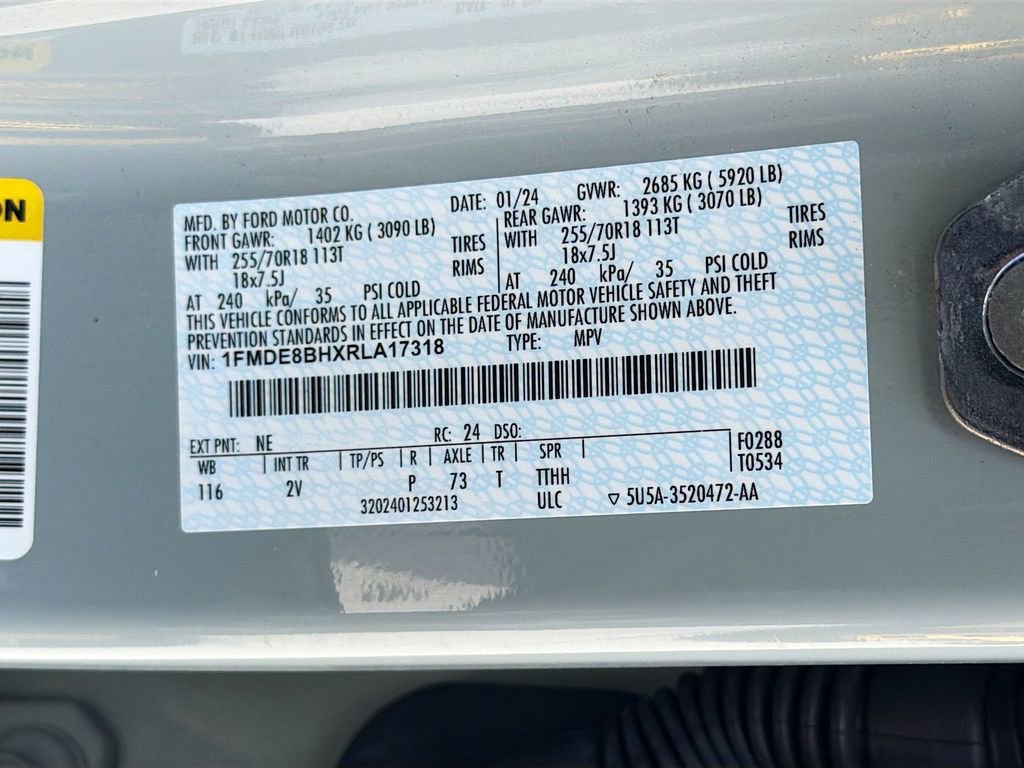 ON
MFD. BY FORD MOTOR CO.
DATE: 01/24 GVWR: 2685 KG ( 5920 LB)
FRONT GAWR: 1402 KG ( 3090 LB)
WITH 255/70R18 113T TIRES
18x7.5J RIMS
AT 240 kPa/ 35 PSI COLD
REAR GAWR: 1393 KG ( 3070 LB)
WITH 255/70R18 113T TIRES
18x7.5J RIMS
AT 240 kPa/ 35 PSI COLD
THIS VEHICLE CONFORMS TO ALL APPLICABLE FEDERAL MOTOR VEHICLE SAFETY AND THEFT
PREVENTION STANDARDS IN EFFECT ON THE DATE OF MANUFACTURE SHOWN ABOVE.
VIN: 1FMDE8BHXRLA17318 TYPE: MPV
EXT PNT: NE RC: 24 DSO:
WB INT TR TP/PS R AXLE TR SPR F0288
116 2V P 73 T TTHH T0534
3202401253213 ULC 5U5A-3520472-AA